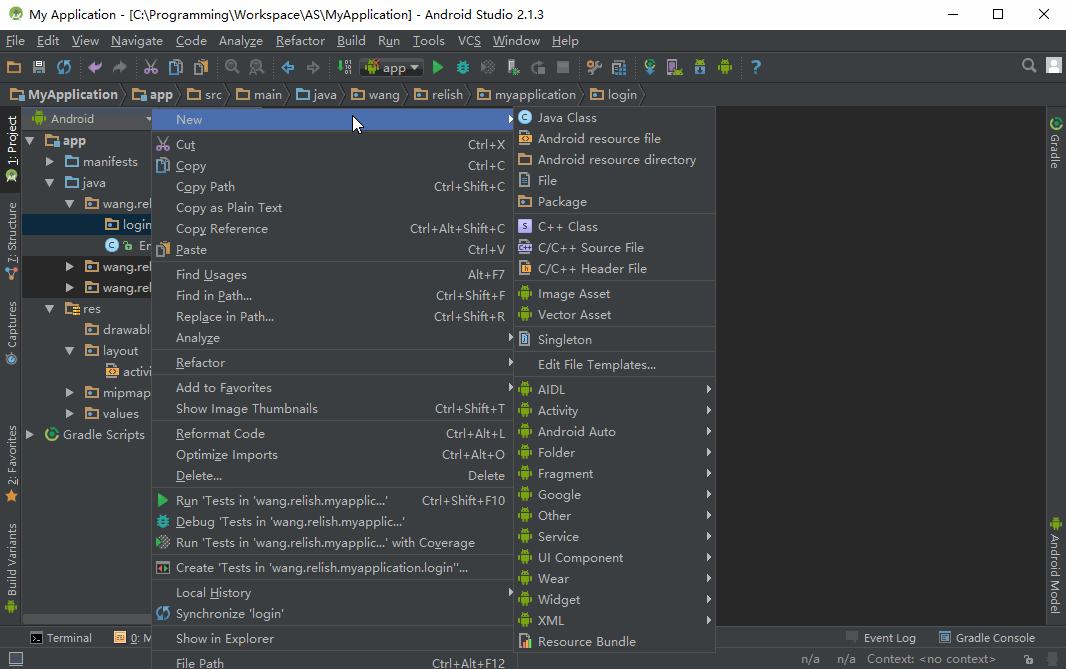 My Application - [C:\Programming\Workspace\AS\MyApplication] - Android Studio 2.1.3
File Edit View Navigate Code Analyze Refactor Build Run Tools VCS Window Help
app
MyApplication app src main java wang relish myapplication login
1: Project
7: Structure
Captures
2: Favorites
Build Variants
Android
app
manifests
java
wang.rel
login
En
wang.rel
wang.rel
res
drawabl
layout
activi
mipmap
values
Gradle Scripts
New
Cut Ctrl+X
Copy Ctrl+C
Copy Path Ctrl+Shift+C
Copy as Plain Text
Copy Reference Ctrl+Alt+Shift+C
Paste Ctrl+V
Find Usages Alt+F7
Find in Path... Ctrl+Shift+F
Replace in Path... Ctrl+Shift+R
Analyze
Refactor
Add to Favorites
Show Image Thumbnails Ctrl+Shift+T
Reformat Code Ctrl+Alt+L
Optimize Imports Ctrl+Alt+O
Delete... Delete
Run 'Tests in 'wang.relish.myapplic...' Ctrl+Shift+F10
Debug 'Tests in 'wang.relish.myapplic...'
Run 'Tests in 'wang.relish.myapplic...' with Coverage
Create 'Tests in 'wang.relish.myapplication.login''...
Local History
Synchronize 'login'
Show in Explorer
File Path Ctrl+Alt+F12
Java Class
Android resource file
Android resource directory
File
Package
C++ Class
C/C++ Source File
C/C++ Header File
Image Asset
Vector Asset
Singleton
Edit File Templates...
AIDL
Activity
Android Auto
Folder
Fragment
Google
Other
Service
UI Component
Wear
Widget
XML
Resource Bundle
Gradle
Android Model
Terminal 0: M Event Log Gradle Console
n/a n/a Context: <no context>